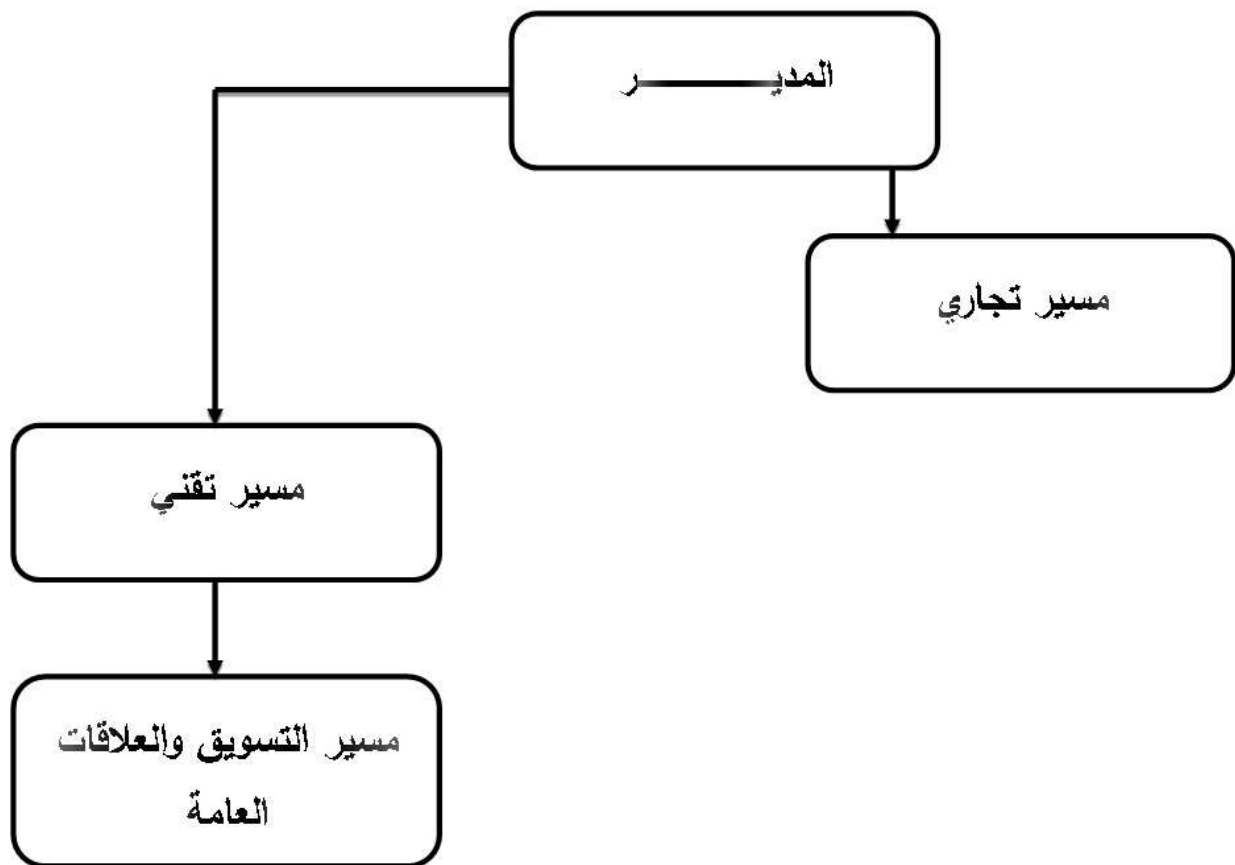 المديـــــــــر
مسير تجاري
مسير تقني
مسير التسويق والعلاقات
العامة